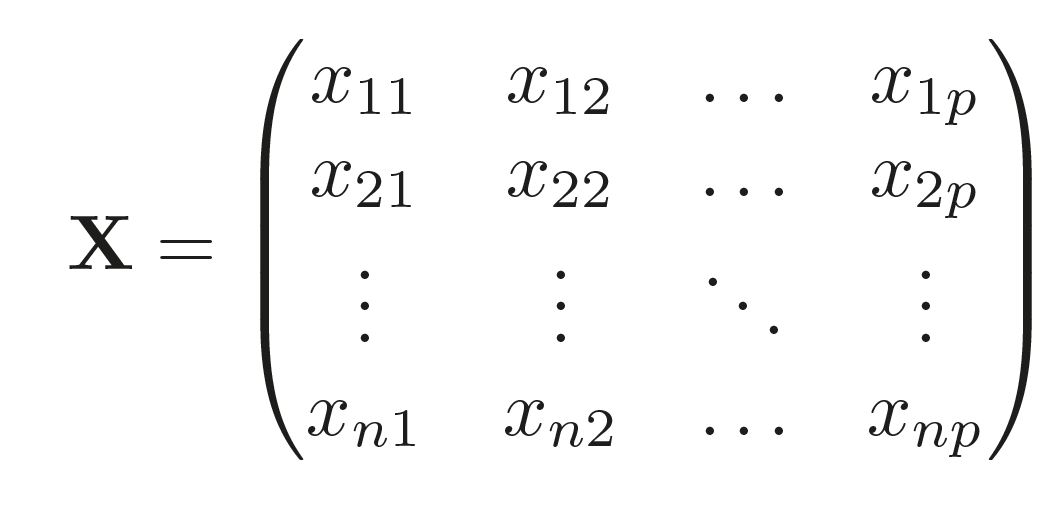 x₁₁ x₁₂ … x₁ₚ
x₂₁ x₂₂ … x₂ₚ
𝐗 = ( ⋮ ⋮ ⋱ ⋮ )
xₙ₁ xₙ₂ … xₙₚ